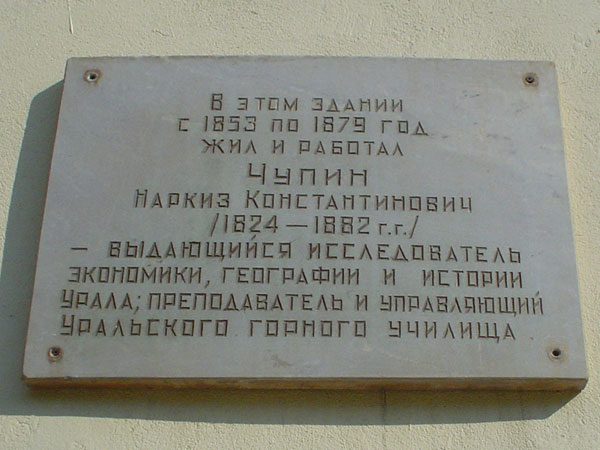 В этом здании
с 1853 по 1879 год
жил и работал
Чупин
Наркиз Константинович
/1824 — 1882 г.г./
— выдающийся исследователь
экономики, географии и истории
Урала; преподаватель и управляющий
Уральского горного училища